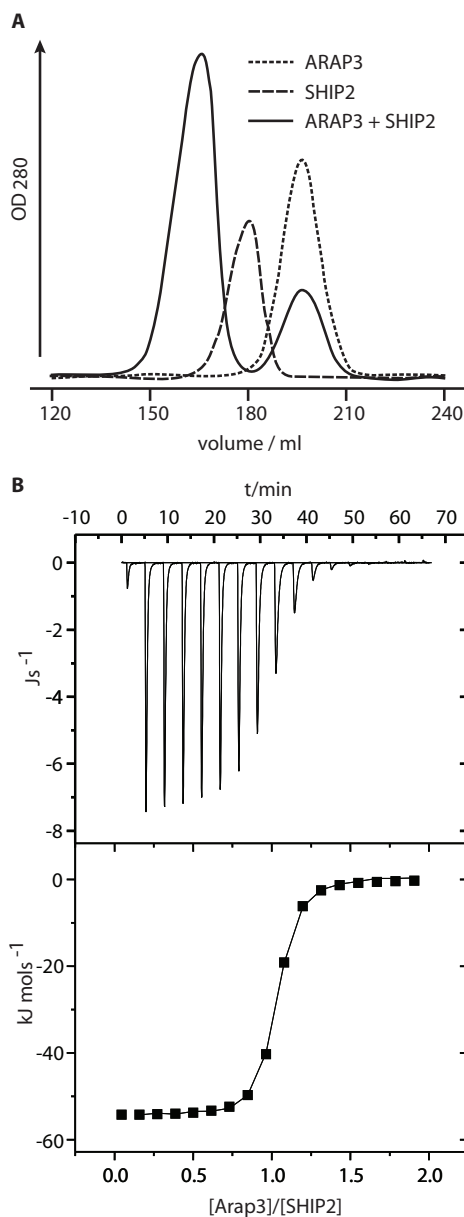 A
ARAP3
SHIP2
ARAP3 + SHIP2
OD 280
120 150 180 210 240
volume / ml
B
t/min
-10 0 10 20 30 40 50 60 70
0
-2
-4
-6
-8
Js -1
0
-20
-40
-60
kJ mols -1
0.0 0.5 1.0 1.5 2.0
[Arap3]/[SHIP2]